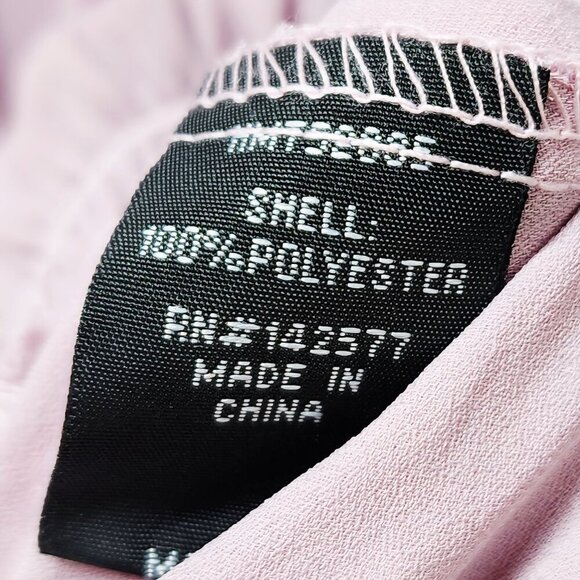 SHELL:
100%POLYESTER
RN#142577
MADE IN
CHINA